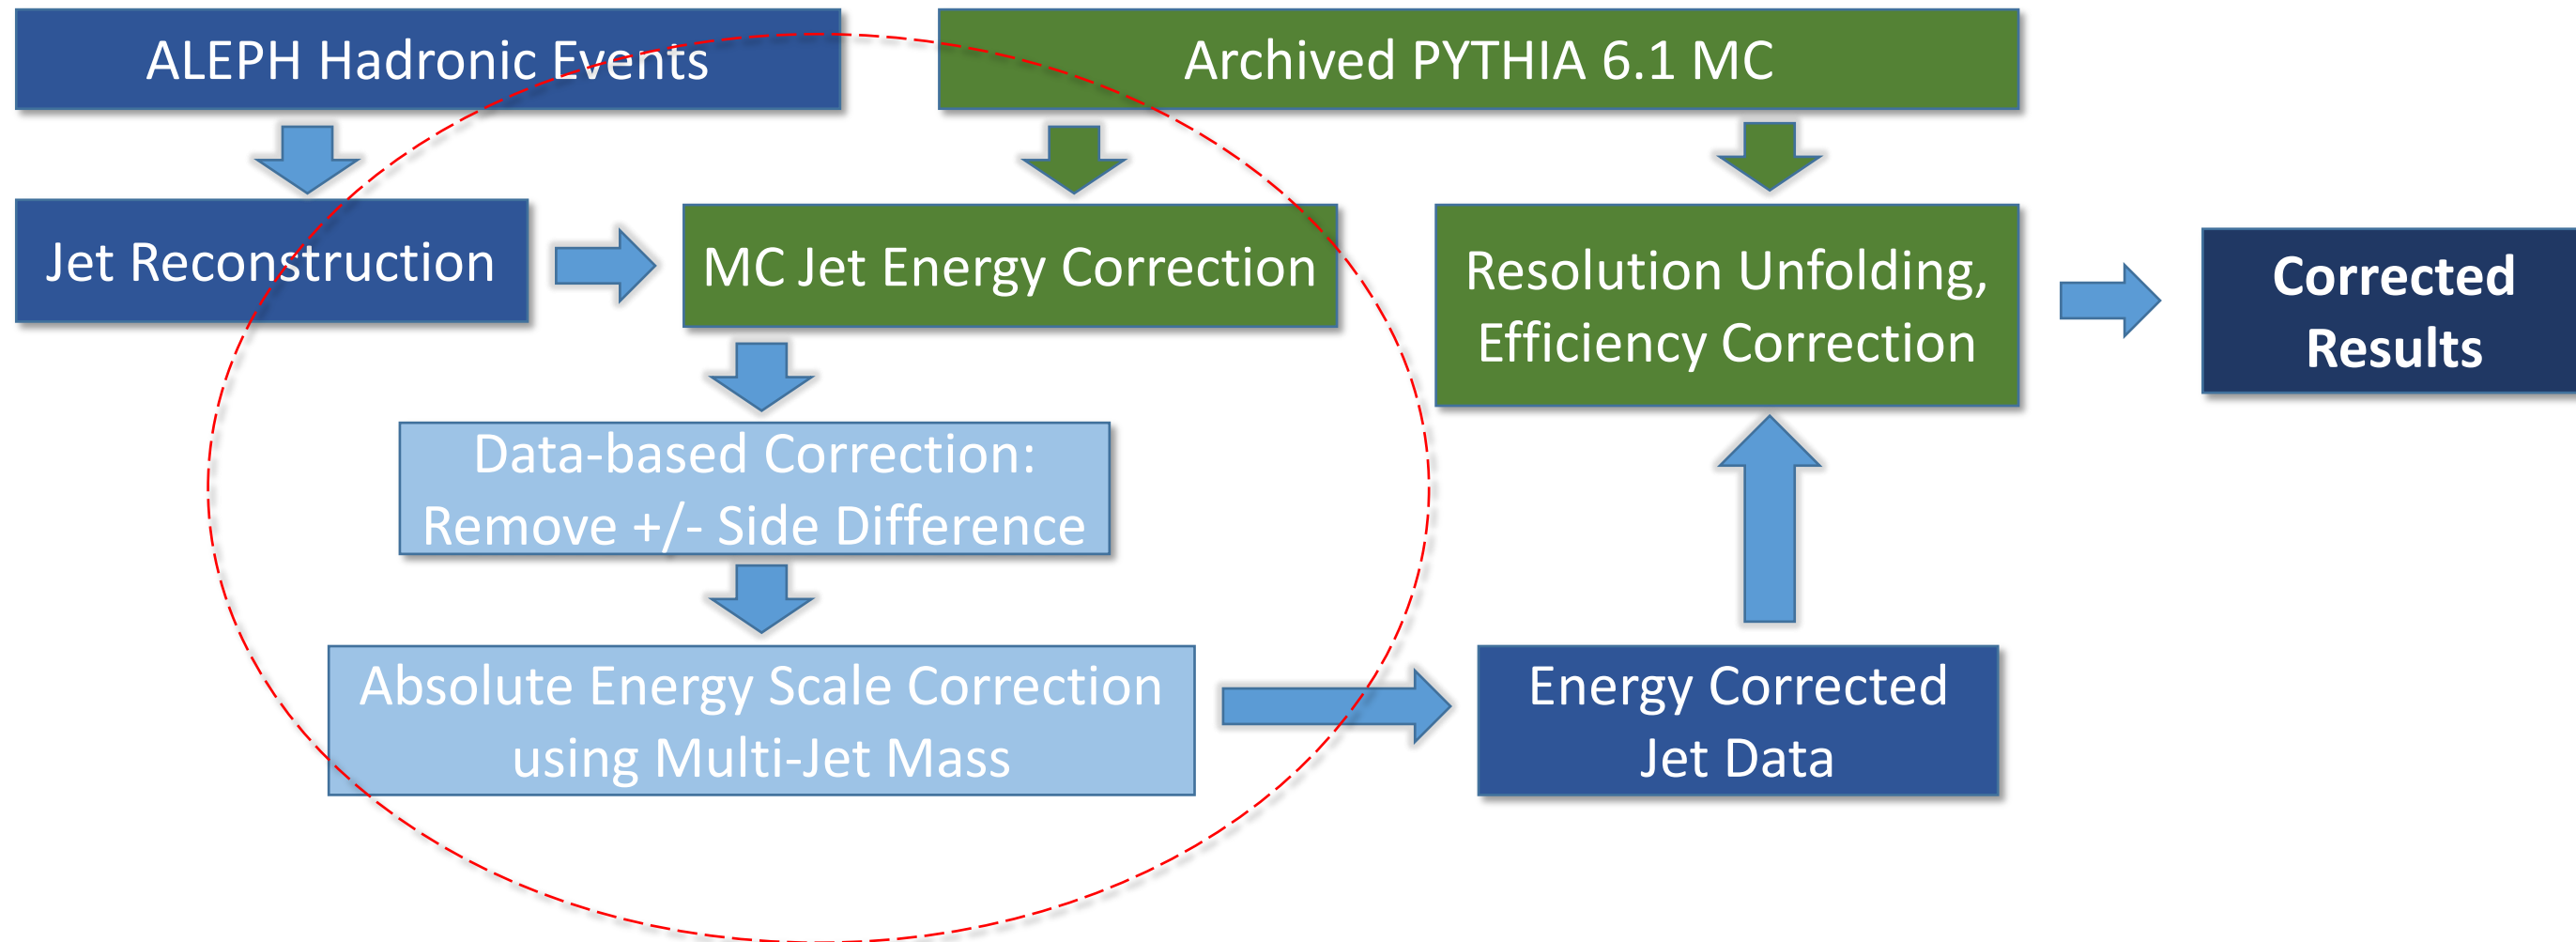 ALEPH Hadronic Events
Archived PYTHIA 6.1 MC
Jet Reconstruction
MC Jet Energy Correction
Resolution Unfolding,
Efficiency Correction
Corrected
Results
Data-based Correction:
Remove +/- Side Difference
Absolute Energy Scale Correction
using Multi-Jet Mass
Energy Corrected
Jet Data